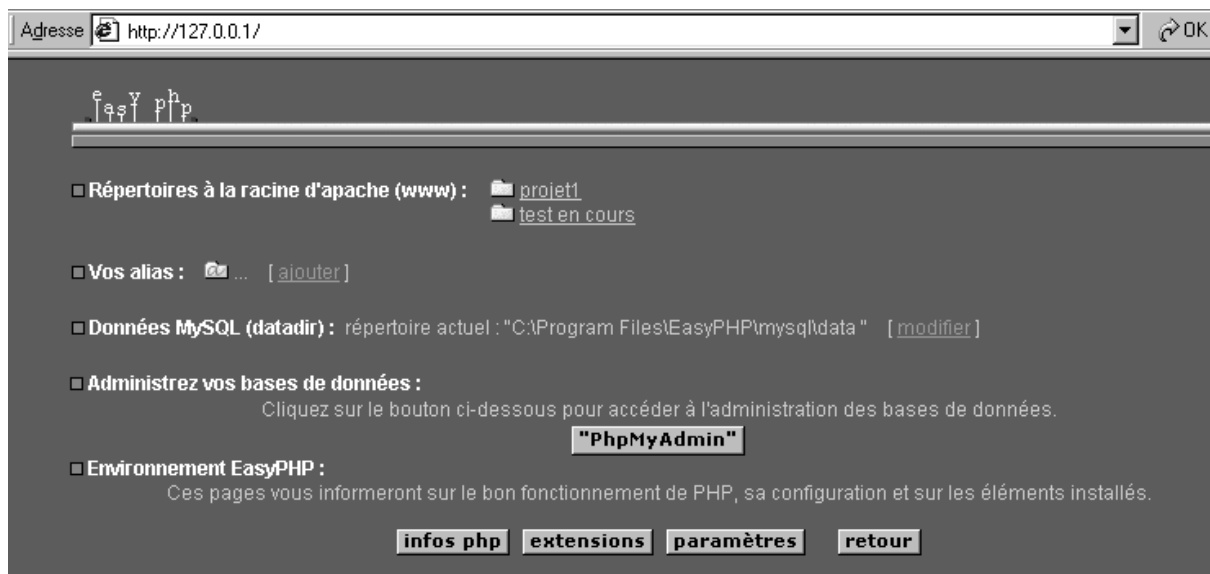 Adresse http://127.0.0.1/ OK
easy php
Répertoires à la racine d'apache (www) : projet1
test en cours
Vos alias : ... [ ajouter ]
Données MySQL (datadir) : répertoire actuel : "C:\Program Files\EasyPHP\mysql\data " [ modifier ]
Administrez vos bases de données :
Cliquez sur le bouton ci-dessous pour accéder à l'administration des bases de données.
"PhpMyAdmin"
Environnement EasyPHP :
Ces pages vous informeront sur le bon fonctionnement de PHP, sa configuration et sur les éléments installés.
infos php extensions paramètres retour